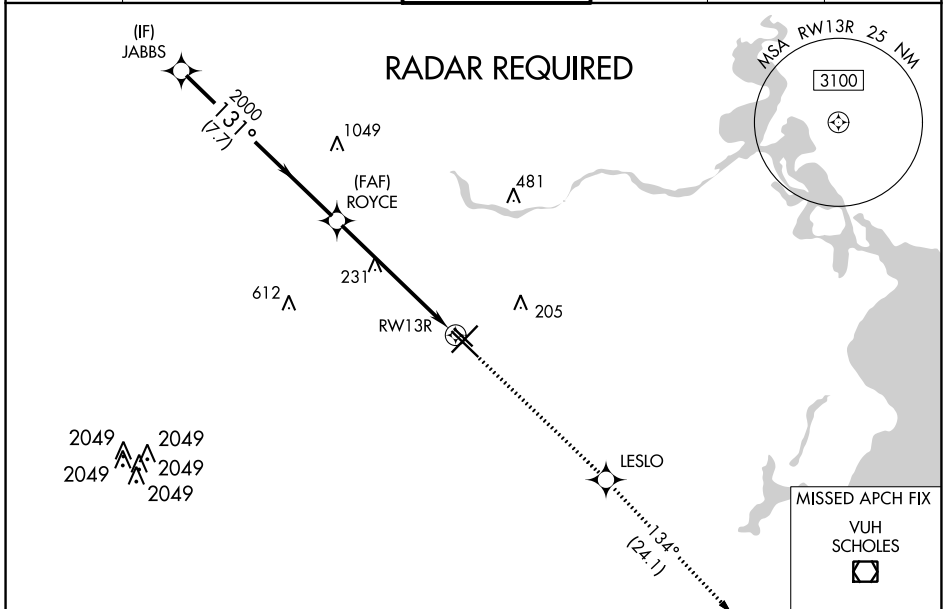 (IF)
JABBS
RADAR REQUIRED
MSA RW13R 25 NM
3100
2000
131°
(7.7)
1049
(FAF)
ROYCE
481
231
612
205
RW13R
2049
2049
2049
2049
2049
LESLO
134°
(24.1)
MISSED APCH FIX
VUH
SCHOLES